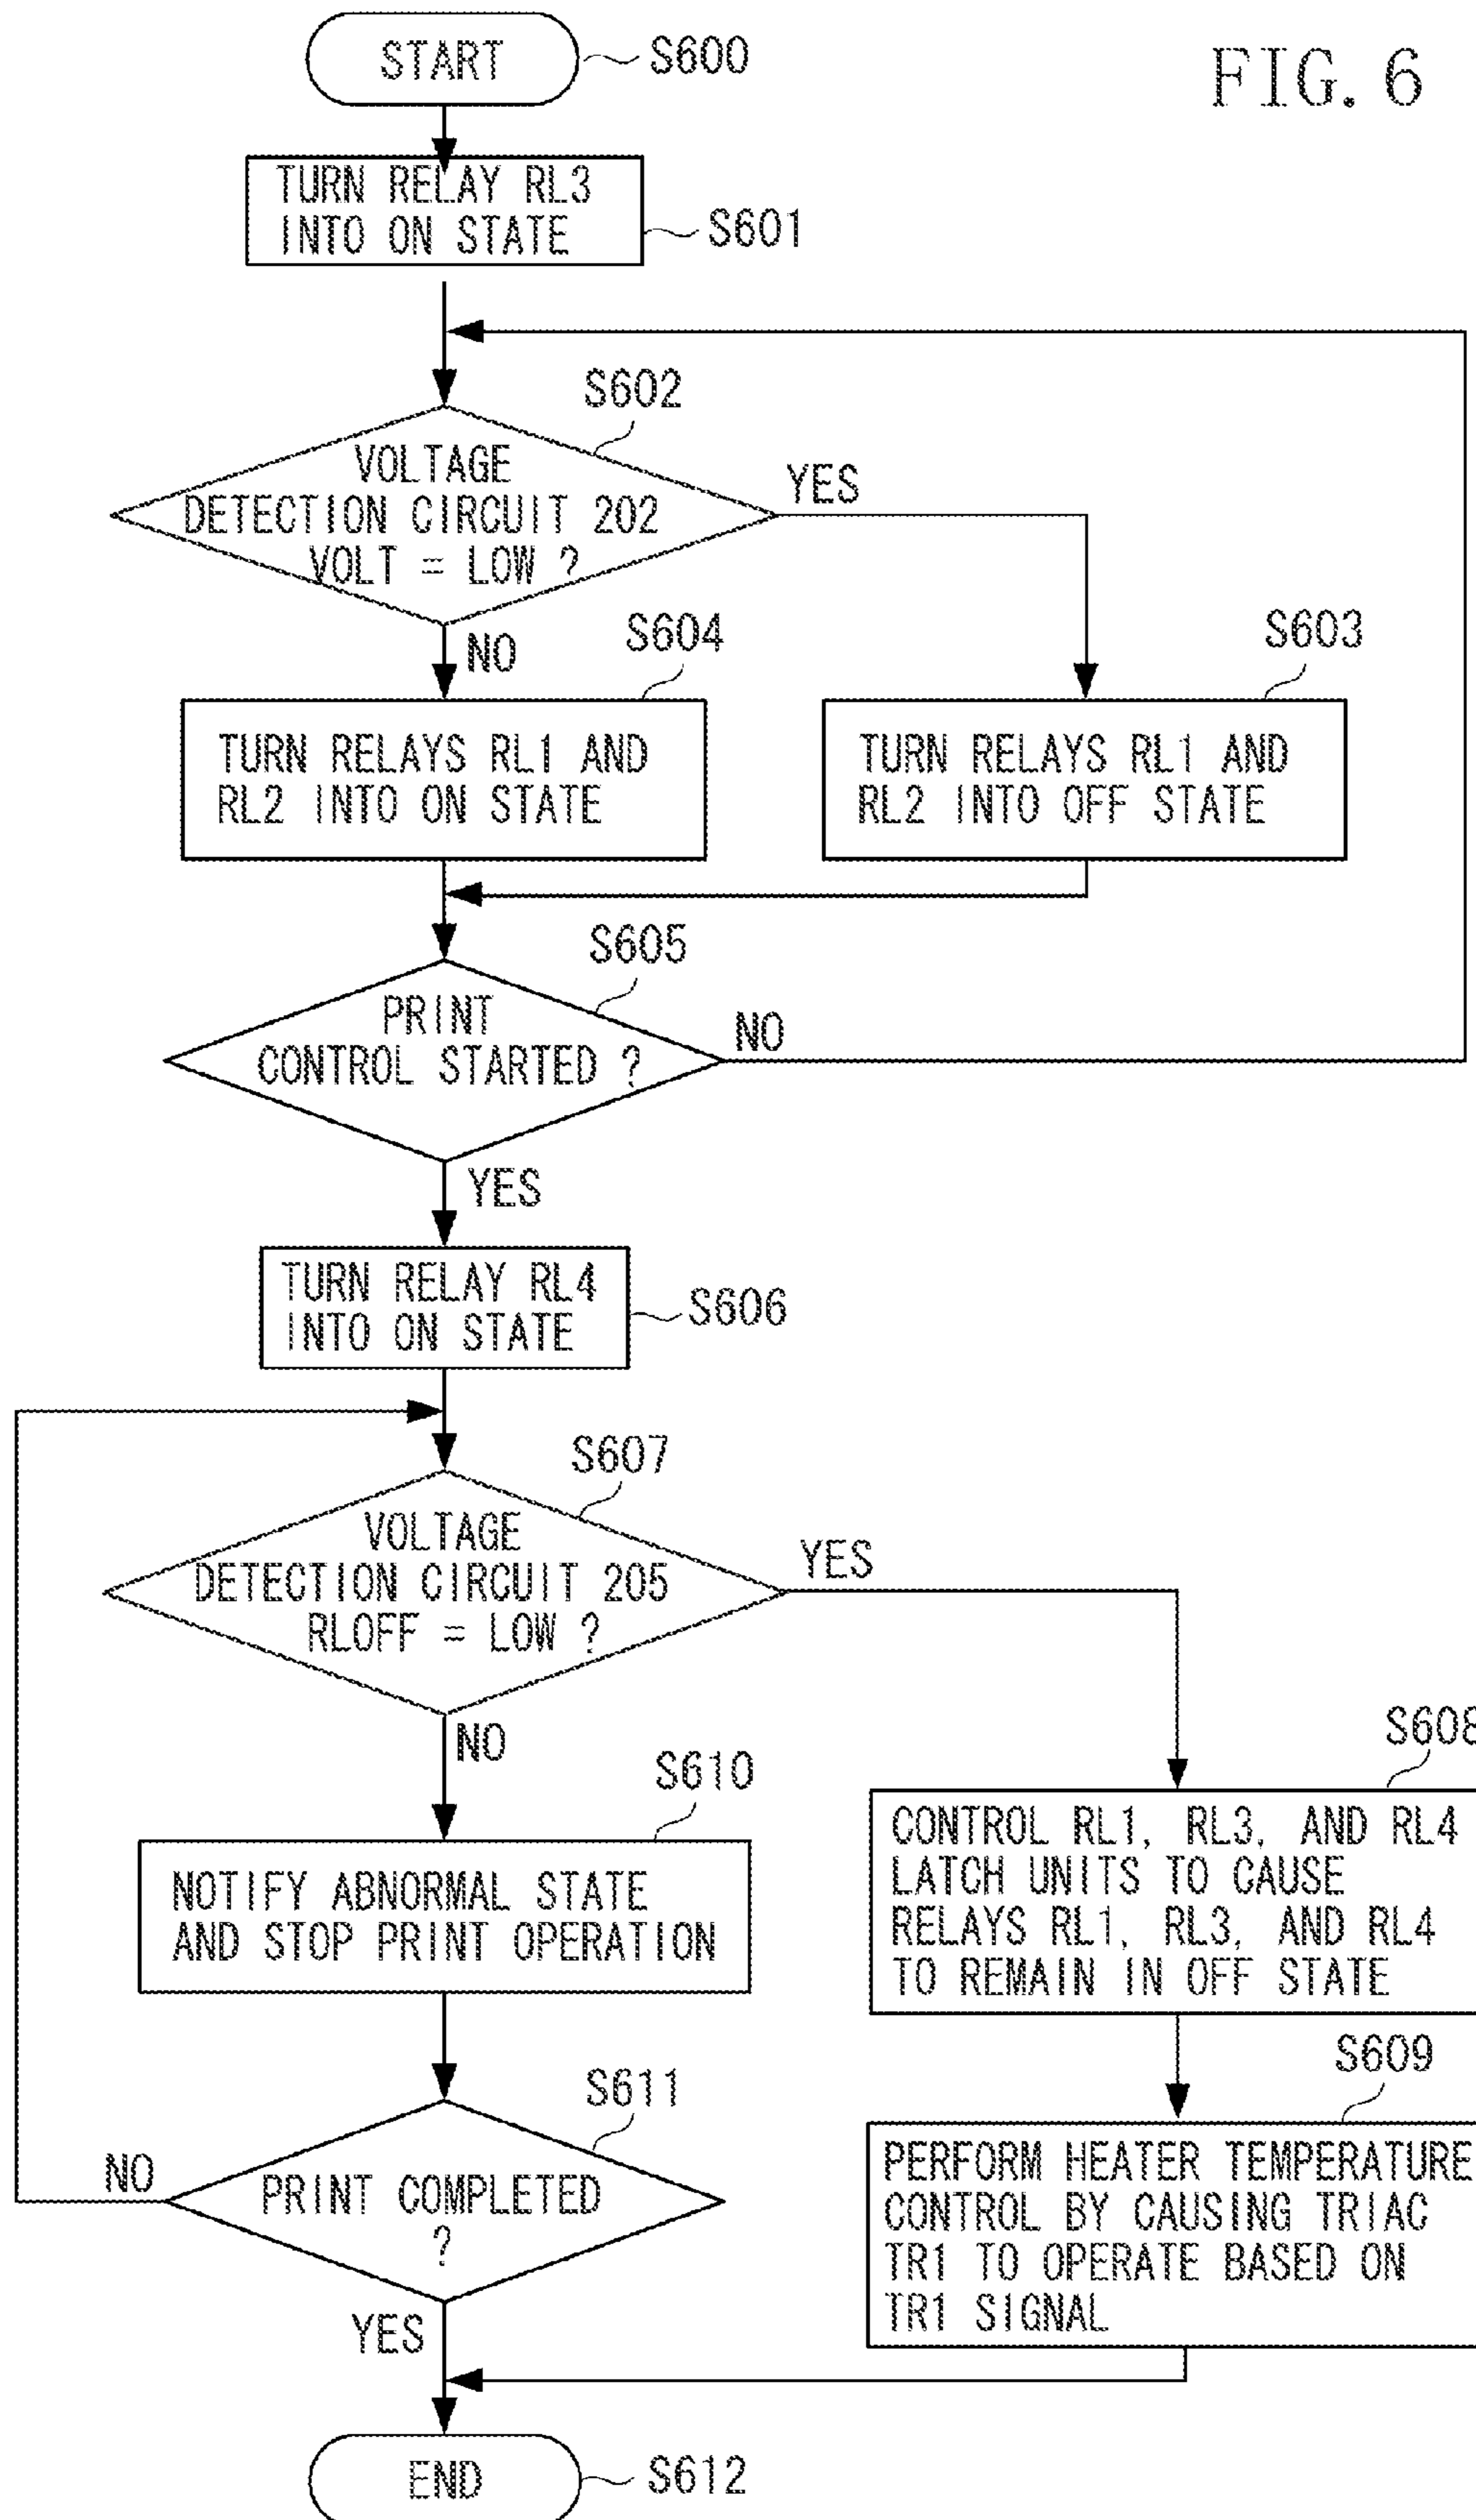 FIG. 6
START
S600
TURN RELAY RL3
INTO ON STATE
S601
S602
VOLTAGE
DETECTION CIRCUIT 202
VOLT = LOW ?
YES
NO
S604
TURN RELAYS RL1 AND
RL2 INTO ON STATE
S603
TURN RELAYS RL1 AND
RL2 INTO OFF STATE
S605
PRINT
CONTROL STARTED ?
NO
YES
TURN RELAY RL4
INTO ON STATE
S606
S607
VOLTAGE
DETECTION CIRCUIT 205
RLOFF = LOW ?
YES
NO
S610
NOTIFY ABNORMAL STATE
AND STOP PRINT OPERATION
S608
CONTROL RL1, RL3, AND RL4
LATCH UNITS TO CAUSE
RELAYS RL1, RL3, AND RL4
TO REMAIN IN OFF STATE
S609
PERFORM HEATER TEMPERATURE
CONTROL BY CAUSING TRIAC
TR1 TO OPERATE BASED ON
TR1 SIGNAL
S611
PRINT COMPLETED
?
NO
YES
END
S612